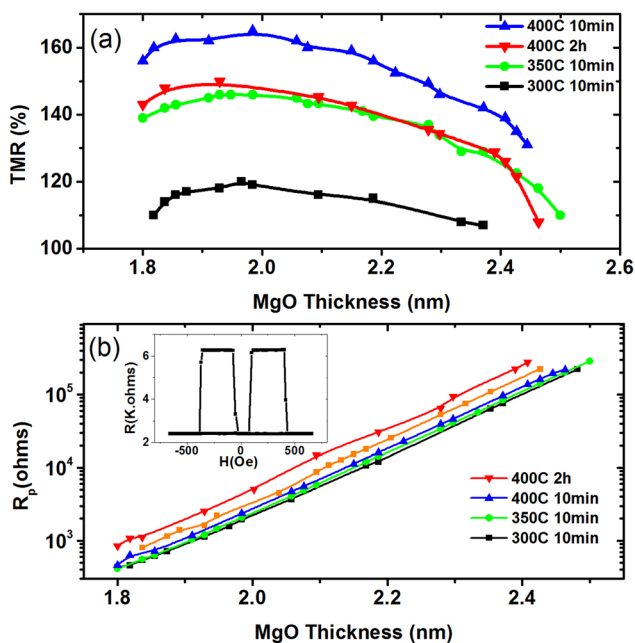 (a)
400C 10min
400C 2h
350C 10min
300C 10min
TMR (%)
160
140
120
100
1.8 2.0 2.2 2.4 2.6
MgO Thickness (nm)
(b)
R(K.ohms)
6
4
2
-500 0 500
H(Oe)
Rp(ohms)
10^5
10^4
10^3
400C 2h
400C 10min
350C 10min
300C 10min
1.8 2.0 2.2 2.4
MgO Thickness (nm)